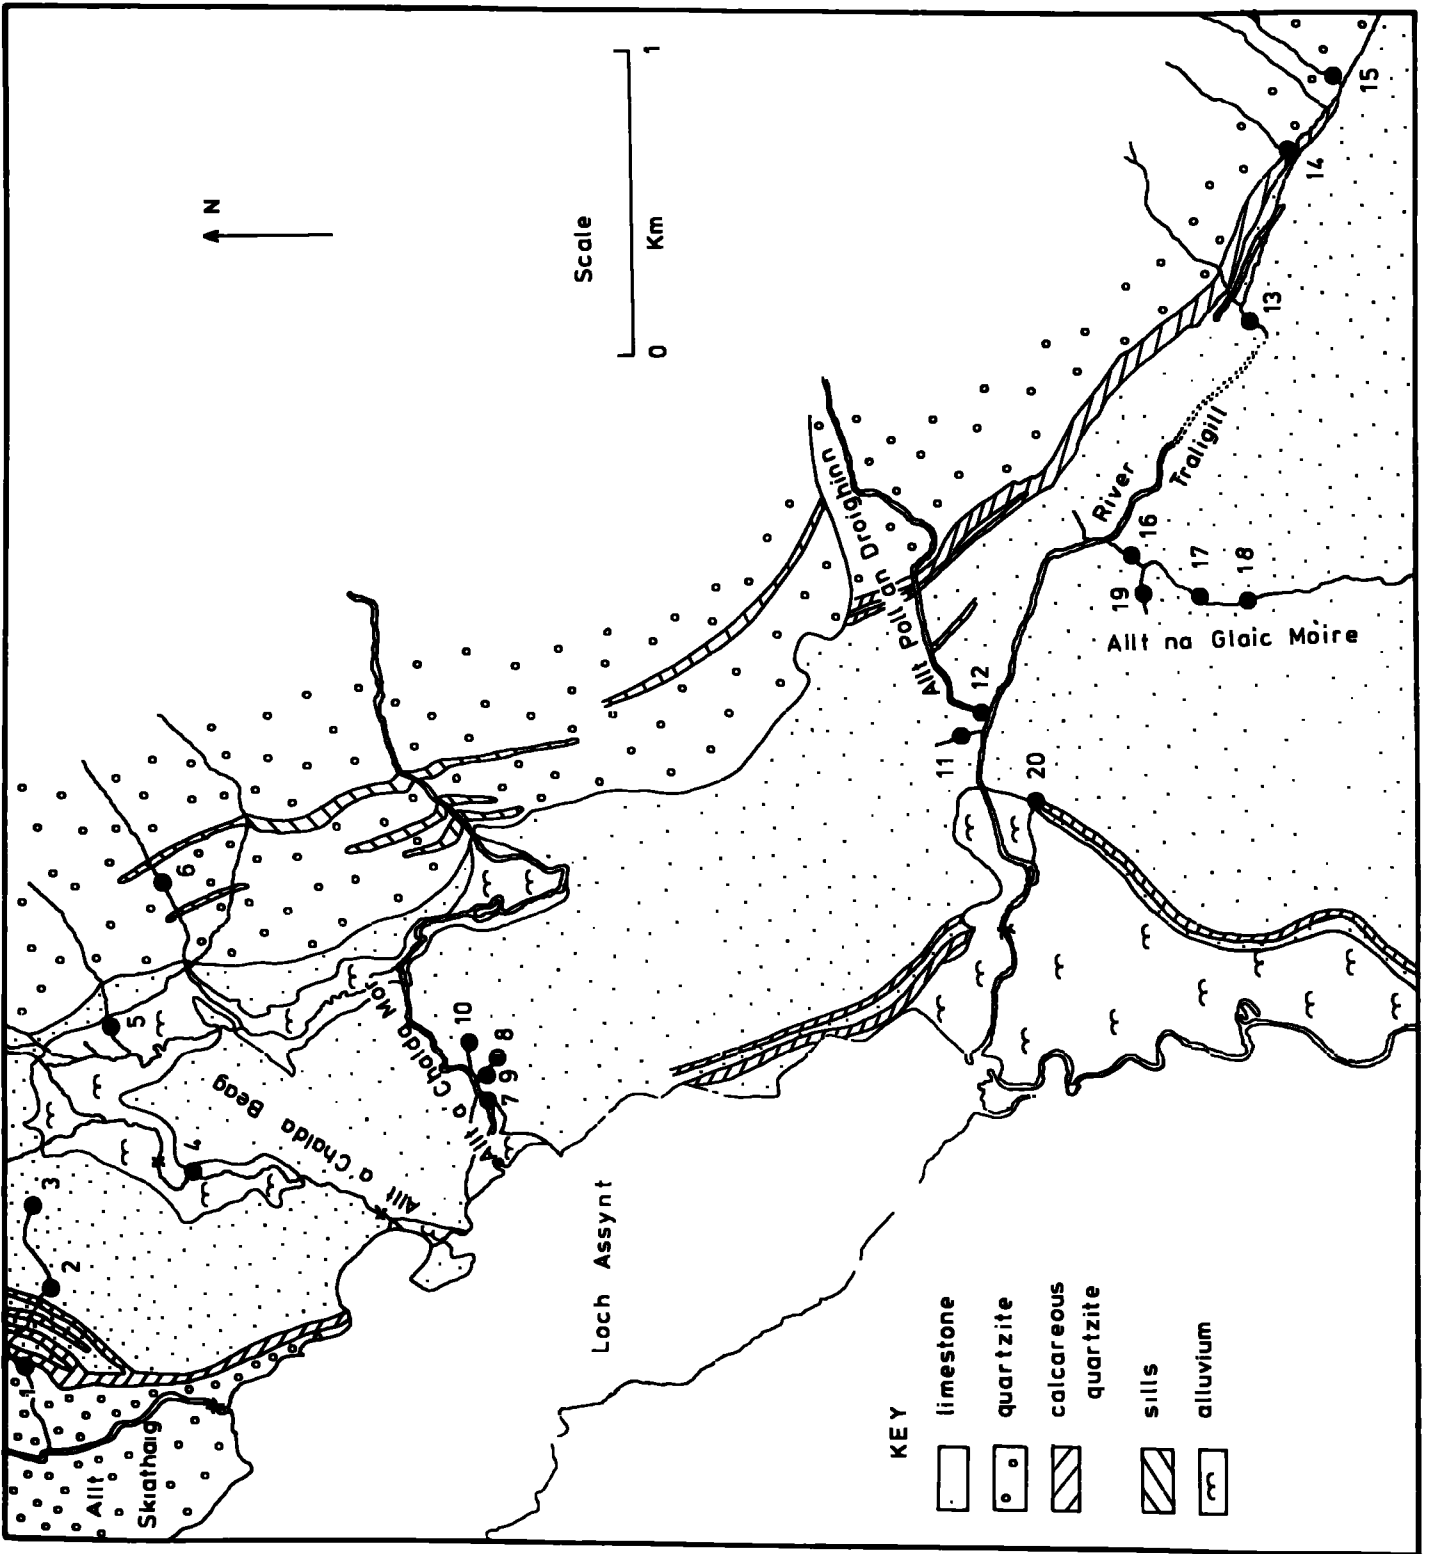 N
Scale
0 1
Km
1
2
3
4
5
6
7
9
8
10
11
12
13
14
15
16
17
18
19
20
Allt
Skiathaig
Allt a'Chalda Beag
Allt a Chalda Mor
Loch Assynt
Allt Poll an Droighinn
River
Traligill
Allt na Glaic Mòire
KEY
limestone
quartzite
calcareous
quartzite
sills
alluvium